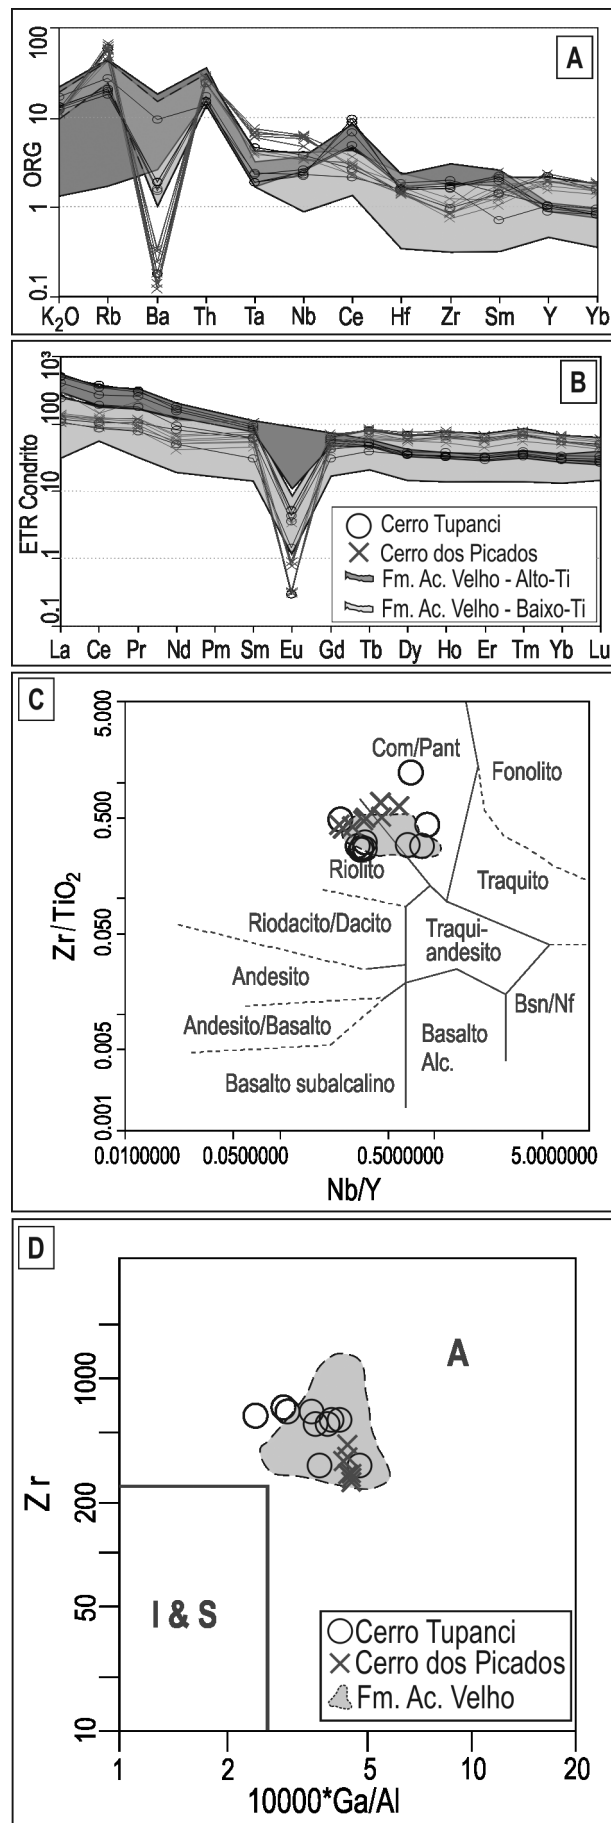 A
100
10
1
0.1
ORG
K₂O Rb Ba Th Ta Nb Ce Hf Zr Sm Y Yb
B
10³
100
10
1
0.1
ETR Condrito
Cerro Tupanci
Cerro dos Picados
Fm. Ac. Velho - Alto-Ti
Fm. Ac. Velho - Baixo-Ti
La Ce Pr Nd Pm Sm Eu Gd Tb Dy Ho Er Tm Yb Lu
C
5.000
0.500
0.050
0.005
0.001
Zr/TiO₂
Com/Pant
Fonolito
Riolito
Traquito
Riodacito/Dacito
Traqui-
andesito
Andesito
Bsn/Nf
Andesito/Basalto
Basalto
Alc.
Basalto subalcalino
0.0100000 0.0500000 0.5000000 5.0000000
Nb/Y
D
A
1000
200
50
10
Zr
I & S
Cerro Tupanci
Cerro dos Picados
Fm. Ac. Velho
1 2 5 10 20
10000*Ga/Al